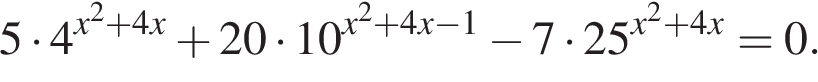 5 · 4^{x^2+4x} + 20 · 10^{x^2+4x−1} − 7 · 25^{x^2+4x} = 0.